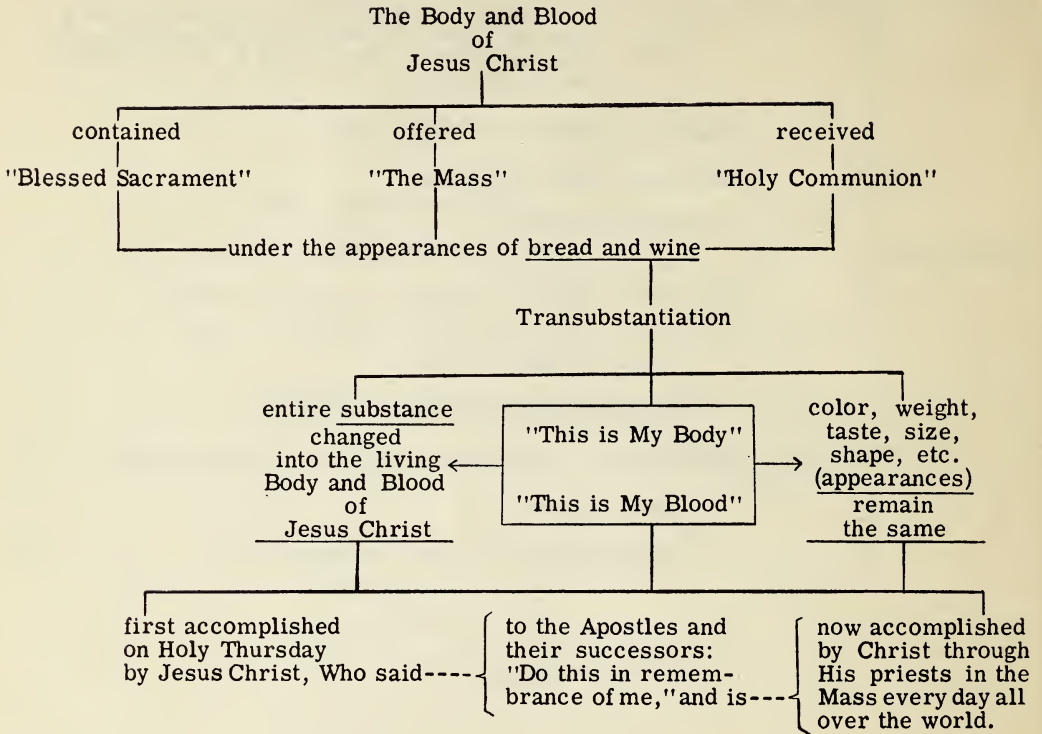 The Body and Blood
of
Jesus Christ
contained
offered
received
"Blessed Sacrament"
"The Mass"
"Holy Communion"
under the appearances of bread and wine
Transubstantiation
entire substance
changed
into the living
Body and Blood
of
Jesus Christ
"This is My Body"
"This is My Blood"
color, weight,
taste, size,
shape, etc.
(appearances)
remain
the same
first accomplished
on Holy Thursday
by Jesus Christ, Who said----
to the Apostles and
their successors:
"Do this in remem-
brance of me," and is---
now accomplished
by Christ through
His priests in the
Mass every day all
over the world.